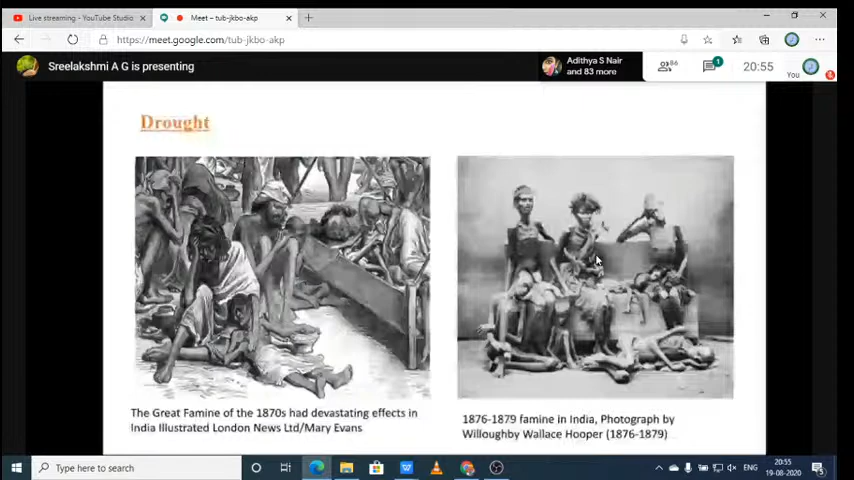 Live streaming - YouTube Studio
Meet – tub-jkbo-akp
https://meet.google.com/tub-jkbo-akp
Sreelakshmi A G is presenting
Adithya S Nair
and 83 more
86
1
20:55
You
Drought
The Great Famine of the 1870s had devastating effects in
India Illustrated London News Ltd/Mary Evans
1876-1879 famine in India, Photograph by
Willoughby Wallace Hooper (1876-1879)
Type here to search
20:55
19-08-2020
5